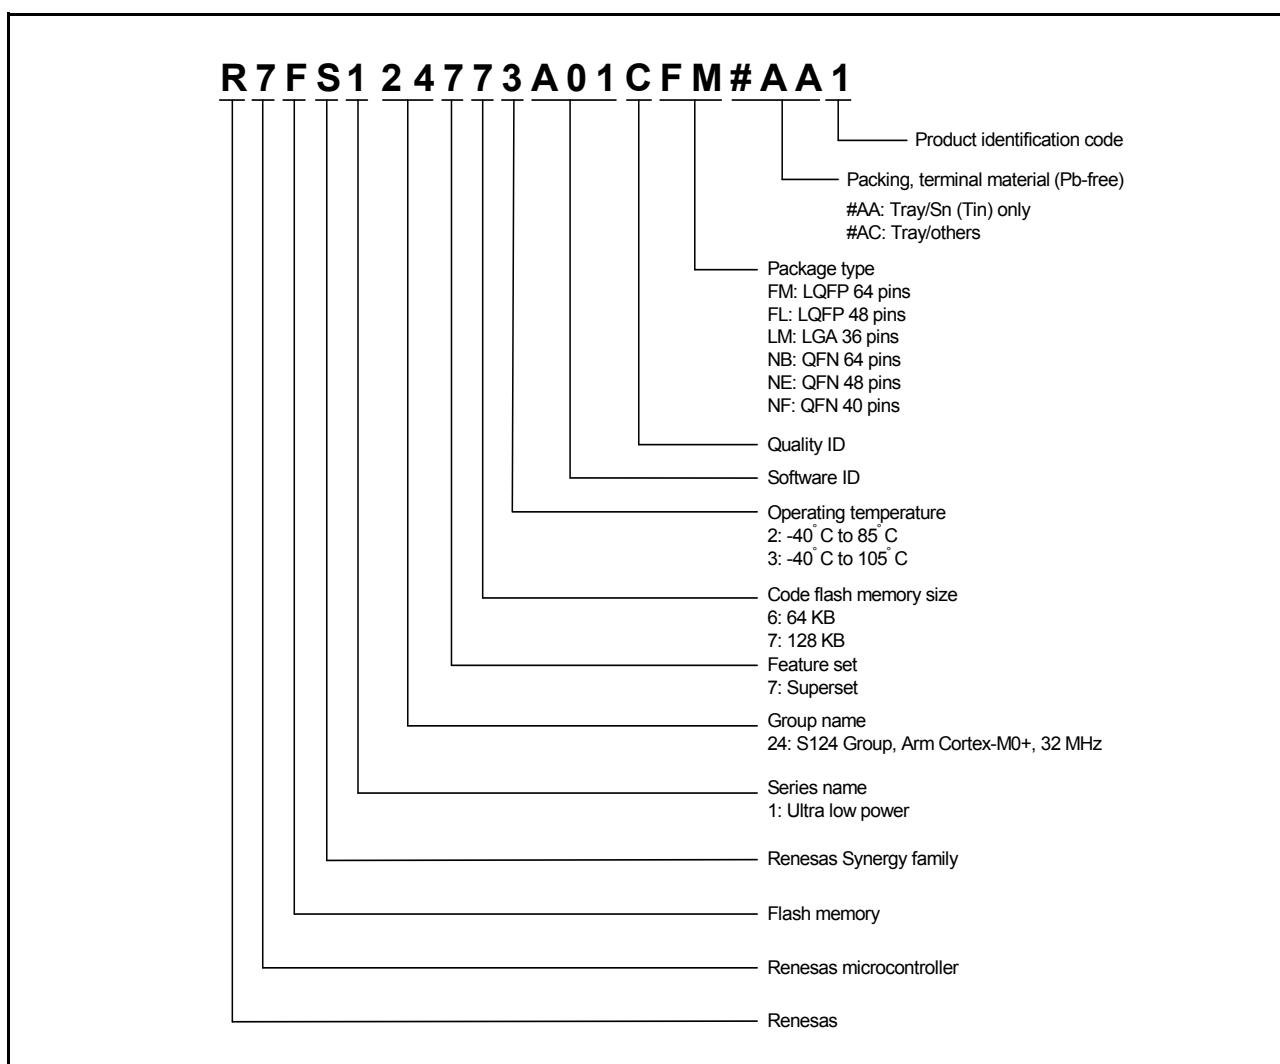 R7FS124773A01CFM#AA1
Product identification code
Packing, terminal material (Pb-free)
#AA: Tray/Sn (Tin) only
#AC: Tray/others
Package type
FM: LQFP 64 pins
FL: LQFP 48 pins
LM: LGA 36 pins
NB: QFN 64 pins
NE: QFN 48 pins
NF: QFN 40 pins
Quality ID
Software ID
Operating temperature
2: -40°C to 85°C
3: -40°C to 105°C
Code flash memory size
6: 64 KB
7: 128 KB
Feature set
7: Superset
Group name
24: S124 Group, Arm Cortex-M0+, 32 MHz
Series name
1: Ultra low power
Renesas Synergy family
Flash memory
Renesas microcontroller
Renesas